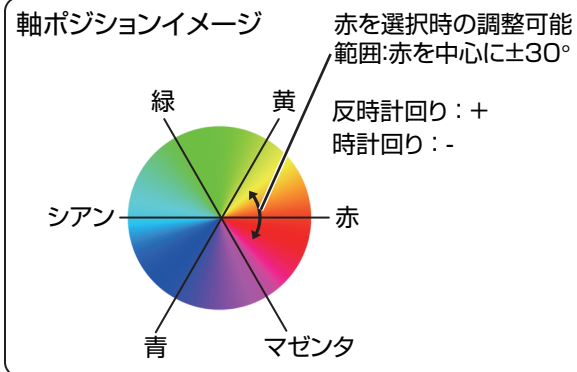 軸ポジションイメージ
赤を選択時の調整可能
範囲:赤を中心に±30°
反時計回り：+
時計回り：-
緑
黄
シアン
赤
青
マゼンタ